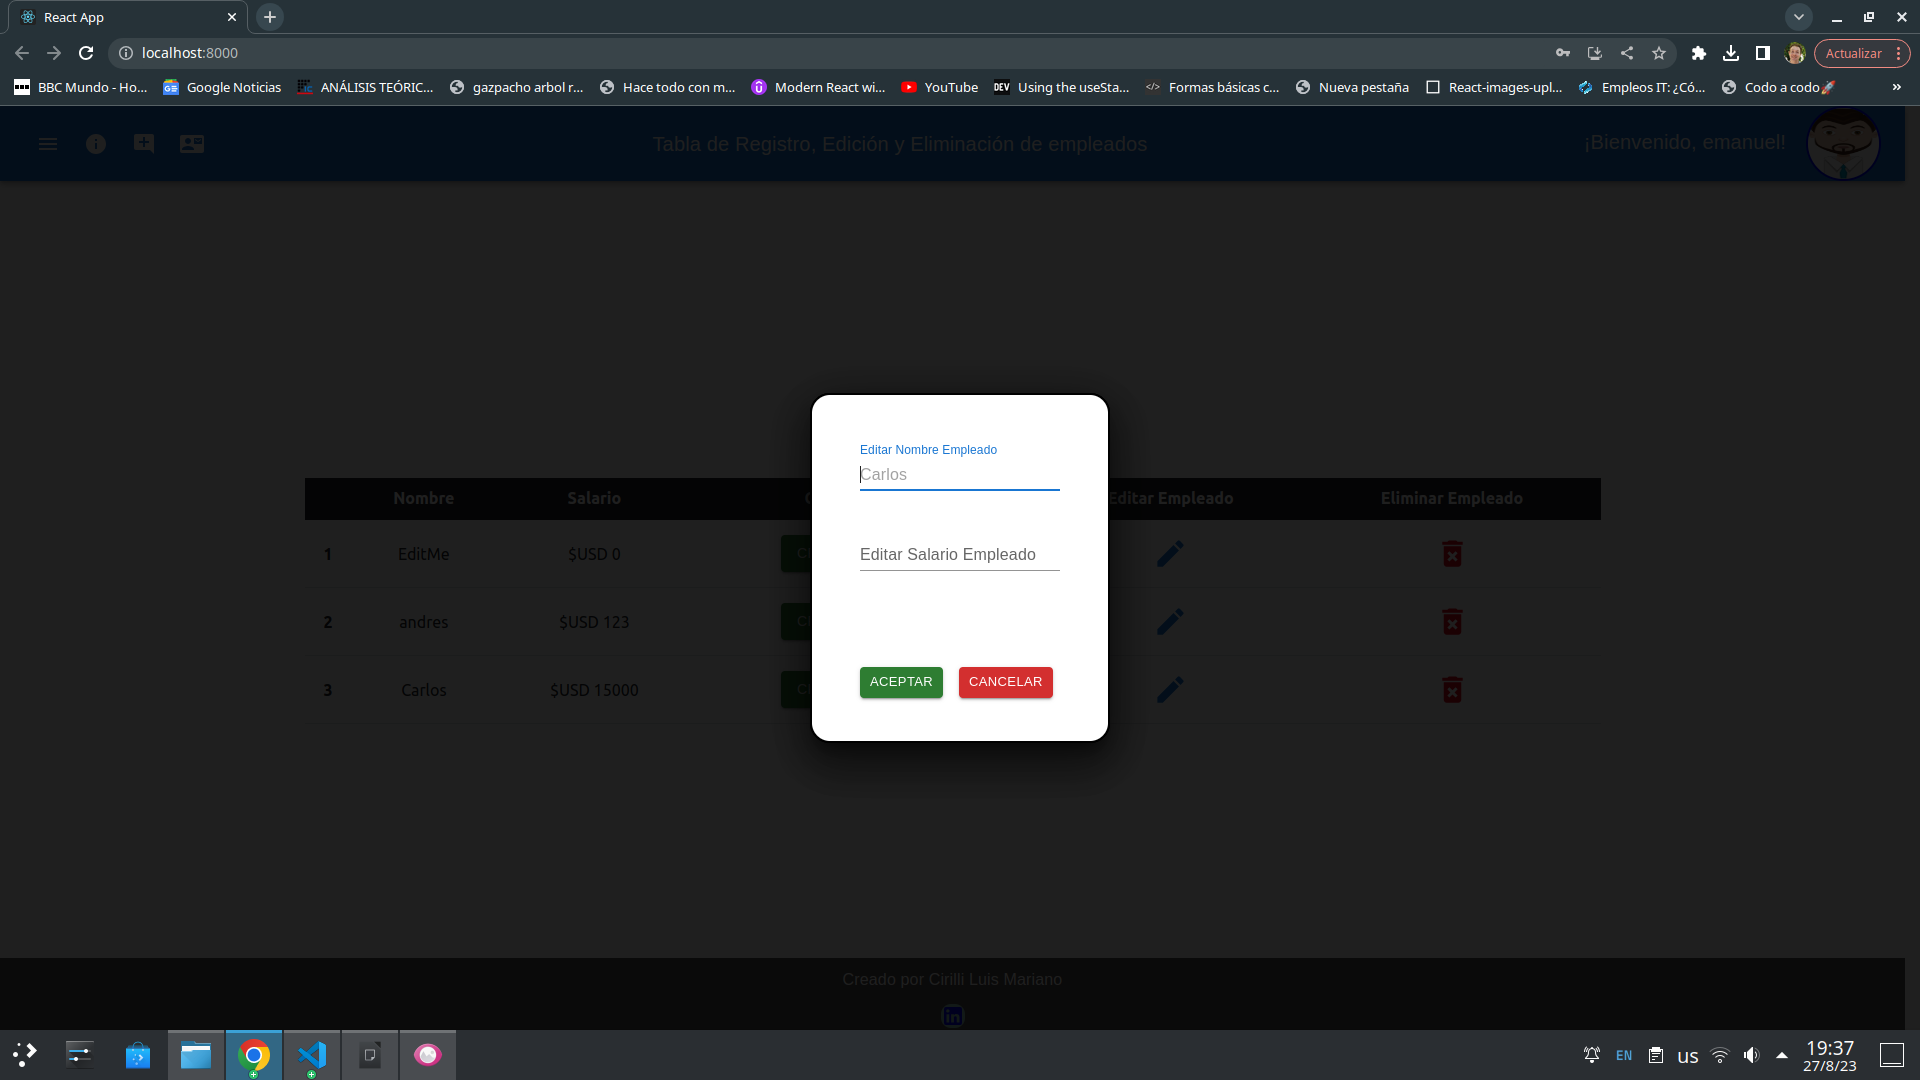 React App
localhost:8000
Actualizar
BBC Mundo - Ho...
Google Noticias
ANÁLISIS TEÓRIC...
gazpacho arbol r...
Hace todo con m...
Modern React wi...
YouTube
DEV Using the useSta...
Formas básicas c...
Nueva pestaña
React-images-upl...
Empleos IT: ¿Có...
Codo a codo🚀
»
Tabla de Registro, Edición y Eliminación de empleados
¡Bienvenido, emanuel!
Editar Nombre Empleado
Carlos
Editar Salario Empleado
ACEPTAR CANCELAR
Nombre Salario Editar Empleado Eliminar Empleado
1 EditMe $USD 0
2 andres $USD 123
3 Carlos $USD 15000
Creado por Cirilli Luis Mariano
in
EN
us
19:37
27/8/23